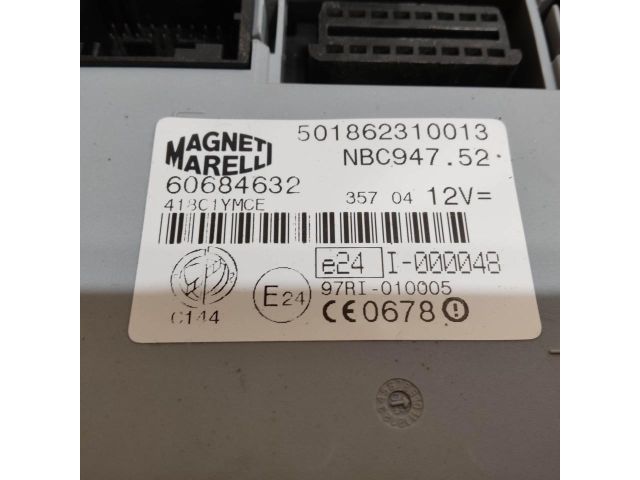 MAGNETI
MARELLI
501862310013
NBC947.52
60684632
418C1YMCE
357 04 12V=
e24 I-000048
97RI-010005
E24
C144
CE0678